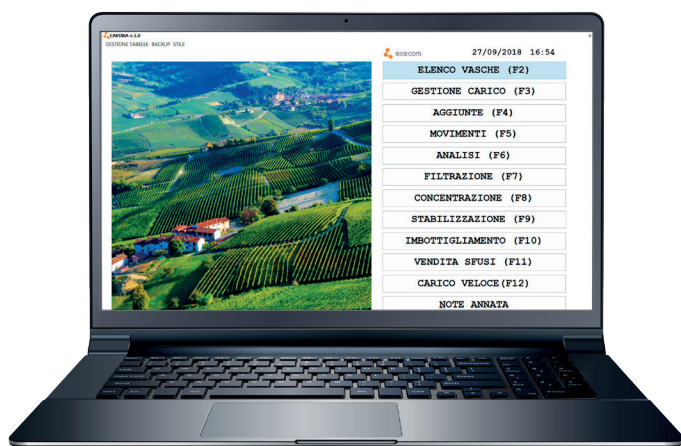 CANTINA v.1.0
GESTIONE TABELLE BACKUP STILE
execom 27/09/2018 16:54
ELENCO VASCHE (F2)
GESTIONE CARICO (F3)
AGGIUNTE (F4)
MOVIMENTI (F5)
ANALISI (F6)
FILTRAZIONE (F7)
CONCENTRAZIONE (F8)
STABILIZZAZIONE (F9)
IMBOTTIGLIAMENTO (F10)
VENDITA SFUSI (F11)
CARICO VELOCE(F12)
NOTE ANNATA